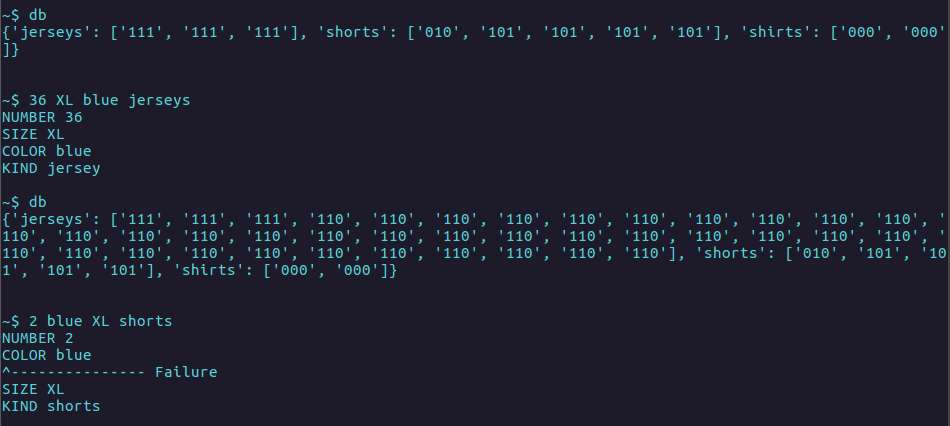 ~$ db
{'jerseys': ['111', '111', '111'], 'shorts': ['010', '101', '101', '101', '101'], 'shirts': ['000', '000'
]}
~$ 36 XL blue jerseys
NUMBER 36
SIZE XL
COLOR blue
KIND jersey
~$ db
{'jerseys': ['111', '111', '111', '110', '110', '110', '110', '110', '110', '110', '110', '110', '110', '
110', '110', '110', '110', '110', '110', '110', '110', '110', '110', '110', '110', '110', '110', '110', '
110', '110', '110', '110', '110', '110', '110', '110', '110', '110', '110'], 'shorts': ['010', '101', '10
1', '101', '101'], 'shirts': ['000', '000']}
~$ 2 blue XL shorts
NUMBER 2
COLOR blue
^--------------- Failure
SIZE XL
KIND shorts